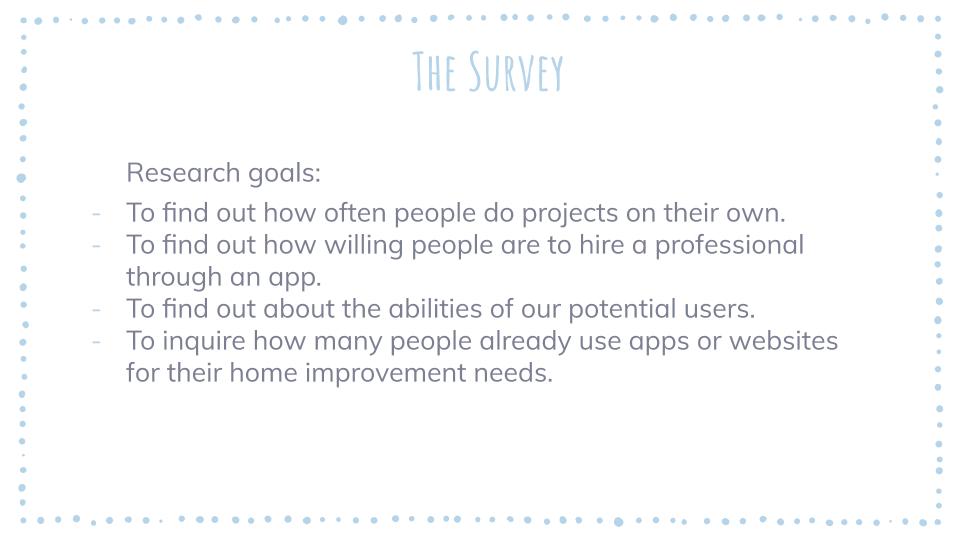 The Survey
Research goals:
- To find out how often people do projects on their own.
- To find out how willing people are to hire a professional
through an app.
- To find out about the abilities of our potential users.
- To inquire how many people already use apps or websites
for their home improvement needs.